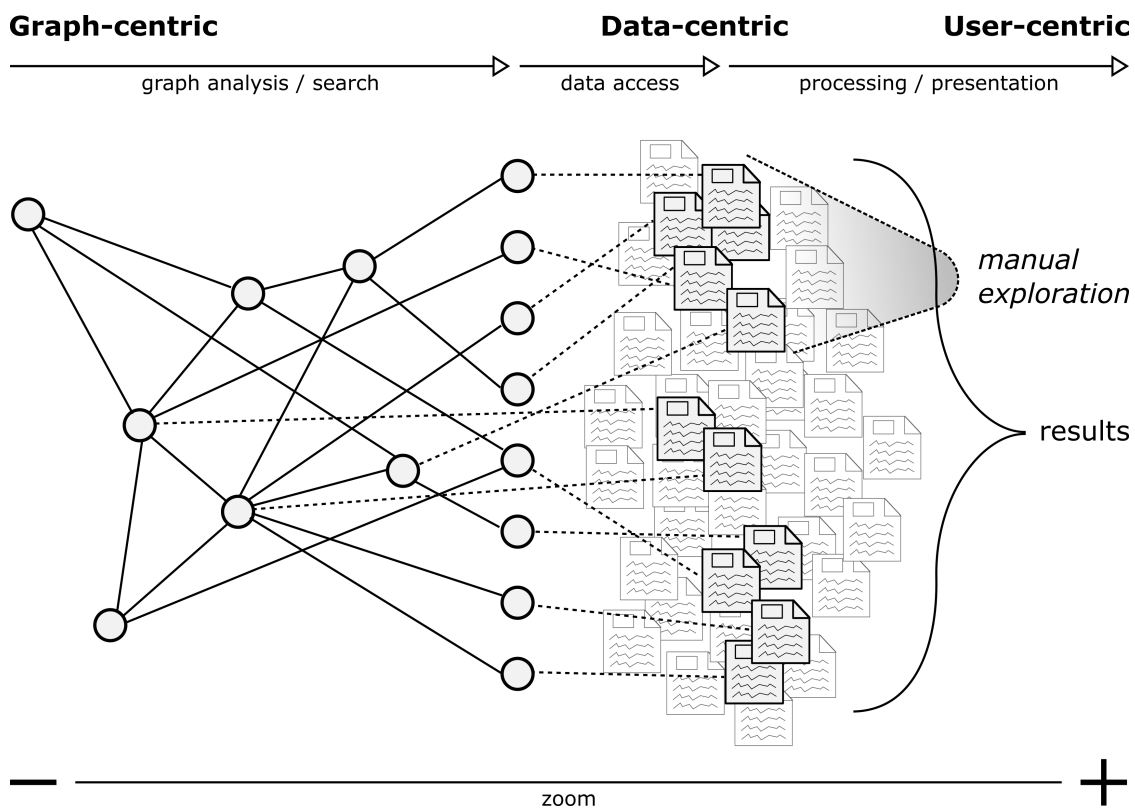 Graph-centric
Data-centric
User-centric
graph analysis / search
data access
processing / presentation
manual
exploration
results
zoom